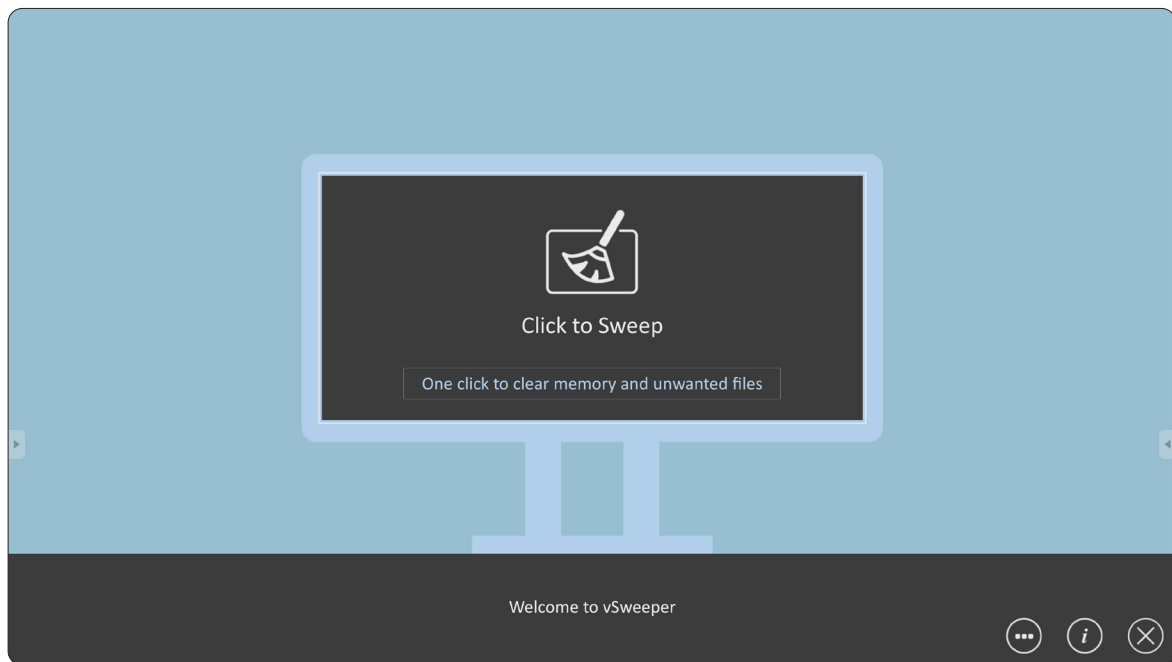 Click to Sweep
One click to clear memory and unwanted files
Welcome to vSweeper
i